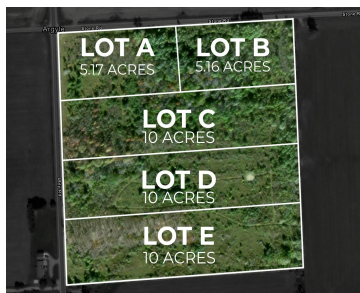 Argyle
LOT A
5.17 ACRES
LOT B
5.16 ACRES
LOT C
10 ACRES
LOT D
10 ACRES
LOT E
10 ACRES